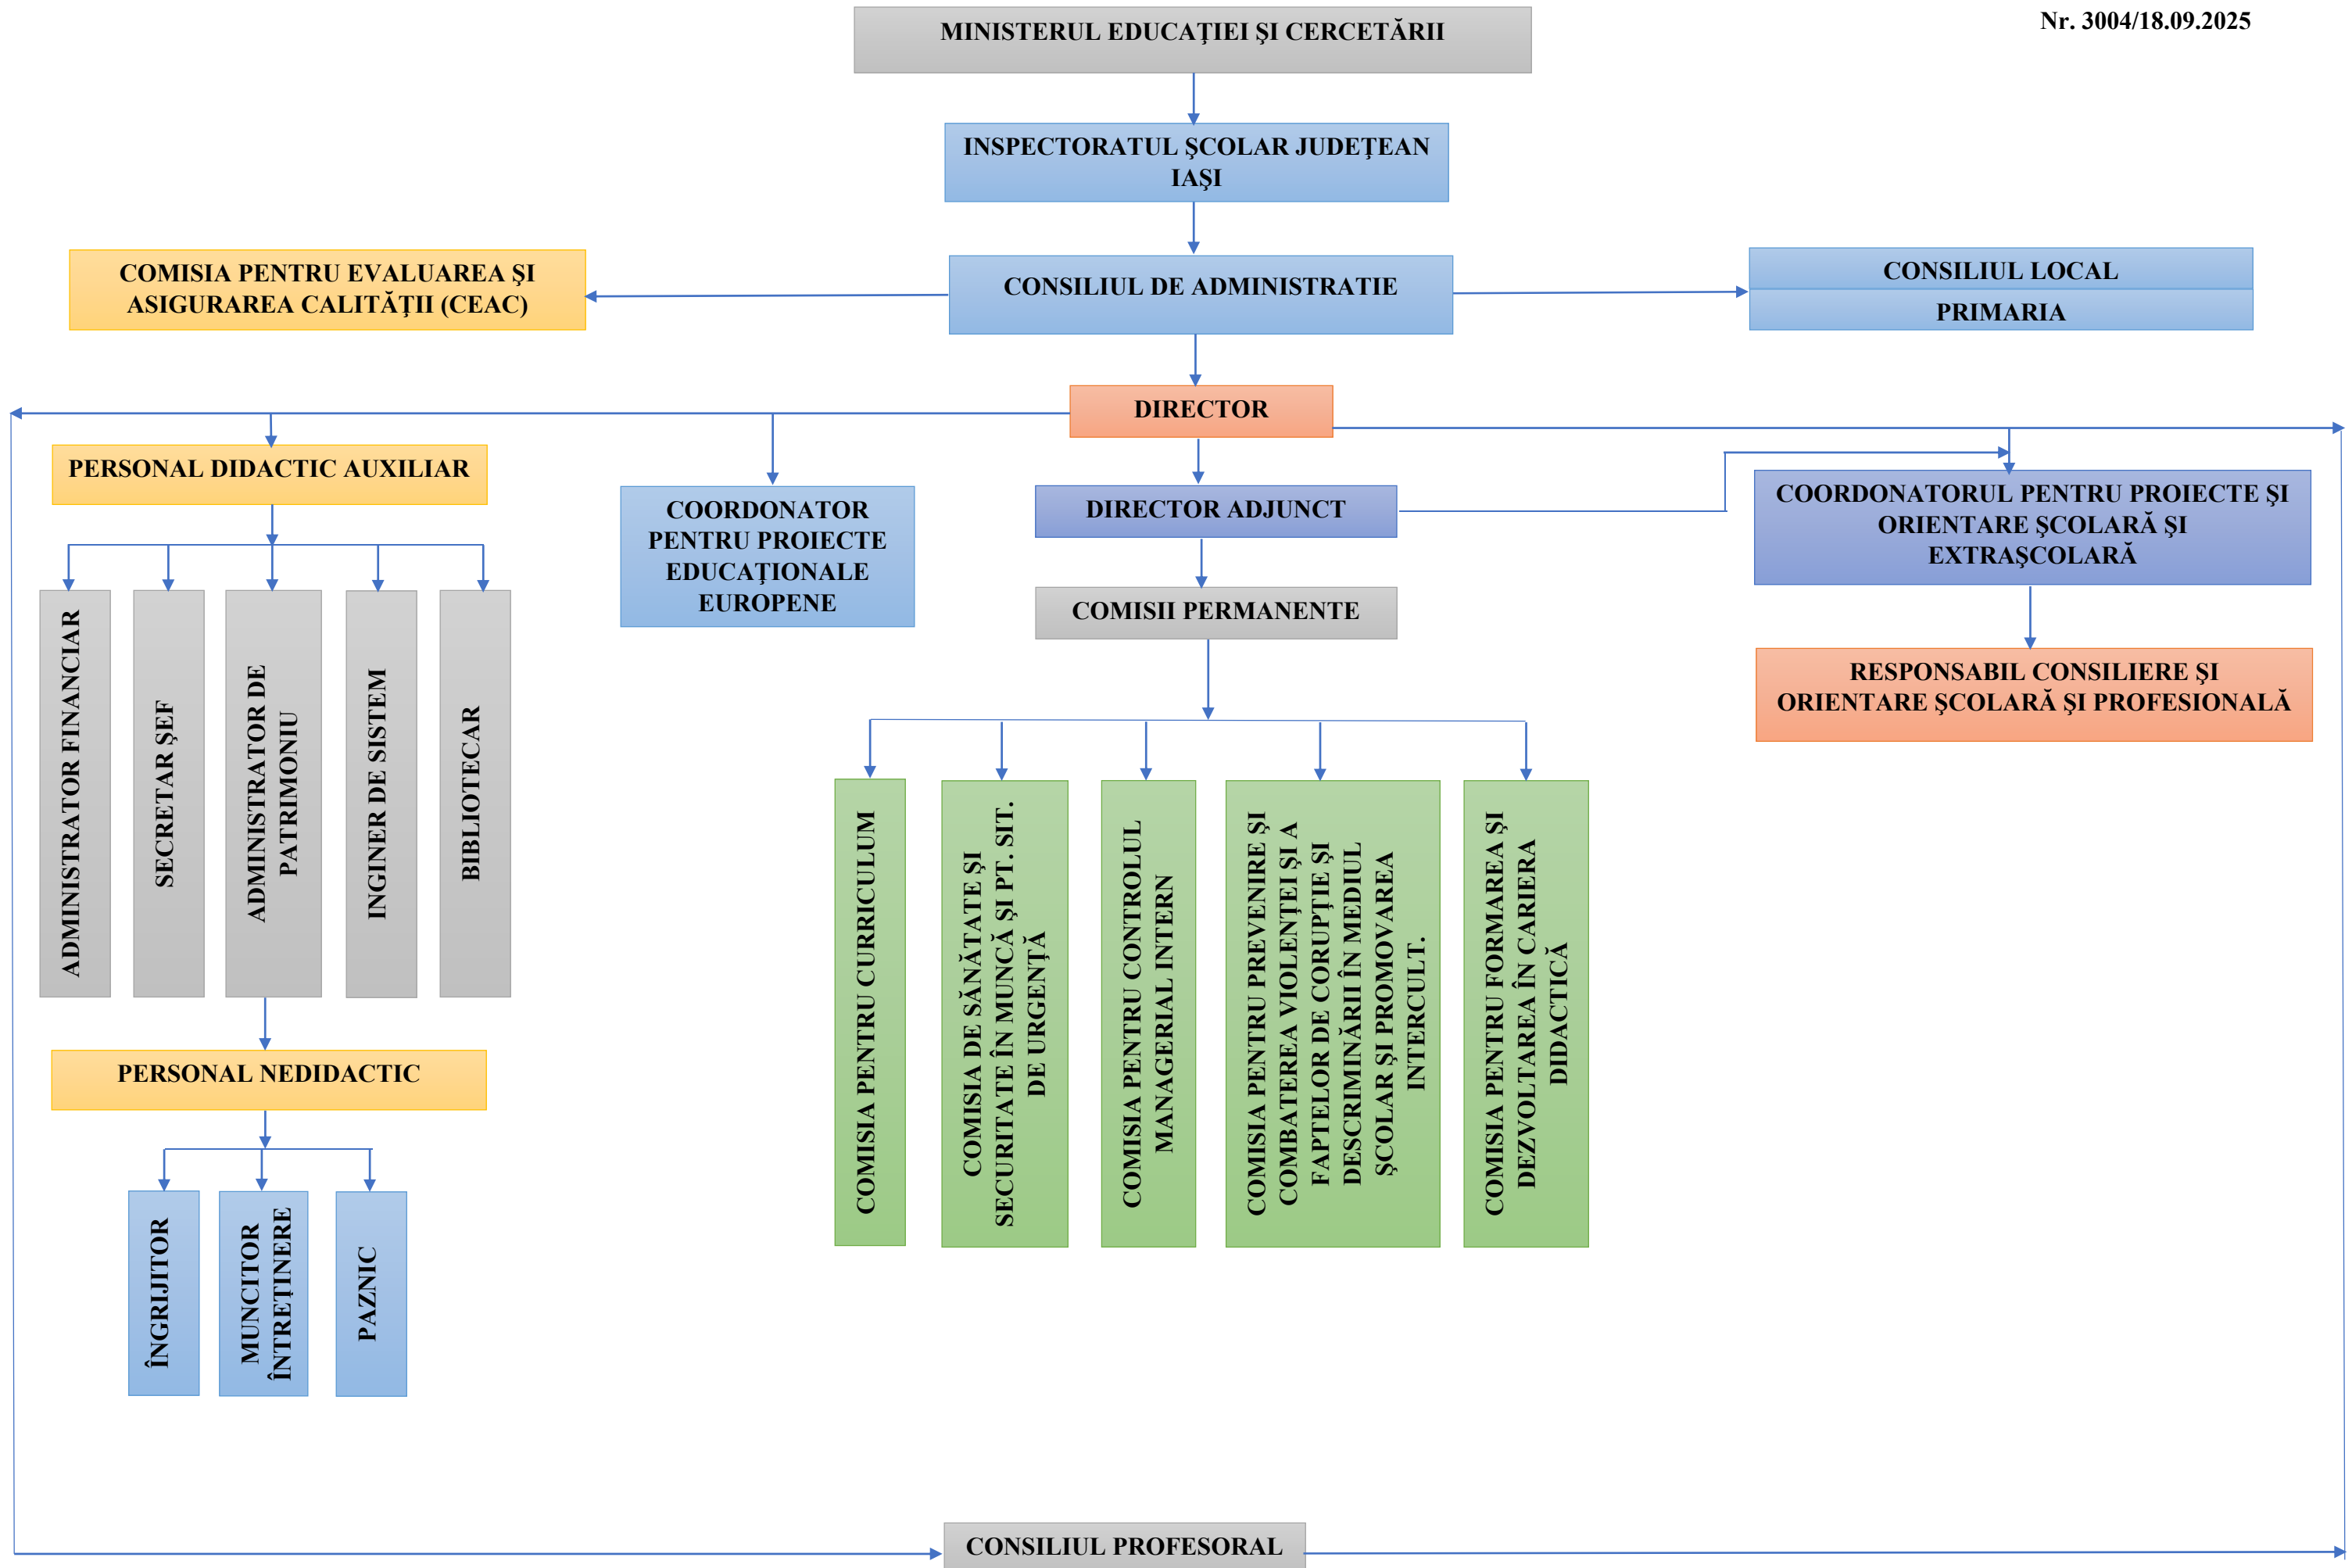 MINISTERUL EDUCAŢIEI ŞI CERCETĂRII
Nr. 3004/18.09.2025
INSPECTORATUL ŞCOLAR JUDEŢEAN
IAŞI
COMISIA PENTRU EVALUAREA ŞI
ASIGURAREA CALITĂŢII (CEAC)
CONSILIUL DE ADMINISTRATIE
CONSILIUL LOCAL
PRIMARIA
DIRECTOR
PERSONAL DIDACTIC AUXILIAR
COORDONATOR
PENTRU PROIECTE
EDUCAŢIONALE
EUROPENE
DIRECTOR ADJUNCT
COORDONATORUL PENTRU PROIECTE ŞI
ORIENTARE ŞCOLARĂ ŞI
EXTRAŞCOLARĂ
COMISII PERMANENTE
RESPONSABIL CONSILIERE ŞI
ORIENTARE ŞCOLARĂ ŞI PROFESIONALĂ
ADMINISTRATOR FINANCIAR
SECRETAR ŞEF
ADMINISTRATOR DE
PATRIMONIU
INGINER DE SISTEM
BIBLIOTECAR
COMISIA PENTRU CURRICULUM
COMISIA DE SĂNĂTATE ŞI
SECURITATE ÎN MUNCĂ ŞI PT. SIT.
DE URGENŢĂ
COMISIA PENTRU CONTROLUL
MANAGERIAL INTERN
COMISIA PENTRU PREVENIRE ŞI
COMBATEREA VIOLENŢEI ŞI A
FAPTELOR DE CORUPŢIE ŞI
DESCRIMINĂRII ÎN MEDIUL
ŞCOLAR ŞI PROMOVAREA
INTERCULT.
COMISIA PENTRU FORMAREA ŞI
DEZVOLTAREA ÎN CARIERA
DIDACTICĂ
PERSONAL NEDIDACTIC
ÎNGRIJITOR
MUNCITOR
ÎNTREȚINERE
PAZNIC
CONSILIUL PROFESORAL